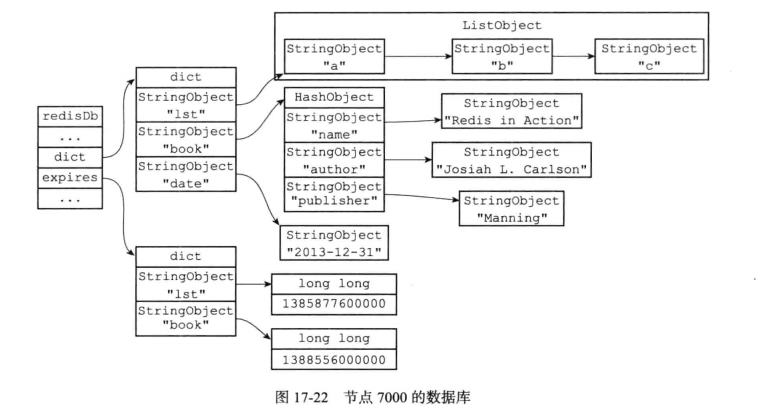 ListObject
StringObject
"a"
StringObject
"b"
StringObject
"c"
redisDb
...
dict
expires
...
dict
StringObject
"lst"
StringObject
"book"
StringObject
"date"
HashObject
StringObject
"name"
StringObject
"author"
StringObject
"publisher"
StringObject
"Redis in Action"
StringObject
"Josiah L. Carlson"
StringObject
"Manning"
StringObject
"2013-12-31"
dict
StringObject
"lst"
StringObject
"book"
long long
1385877600000
long long
1388556000000
图 17-22 节点 7000 的数据库